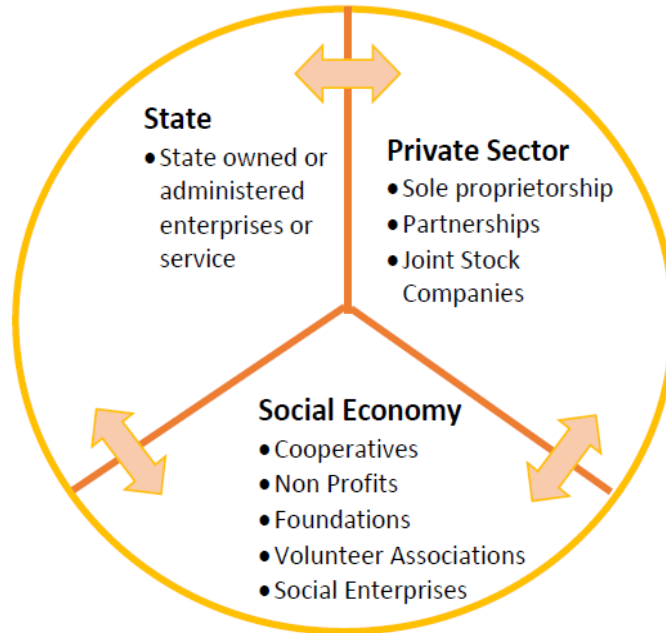 State
• State owned or
administered
enterprises or
service
Private Sector
• Sole proprietorship
• Partnerships
• Joint Stock
Companies
Social Economy
• Cooperatives
• Non Profits
• Foundations
• Volunteer Associations
• Social Enterprises